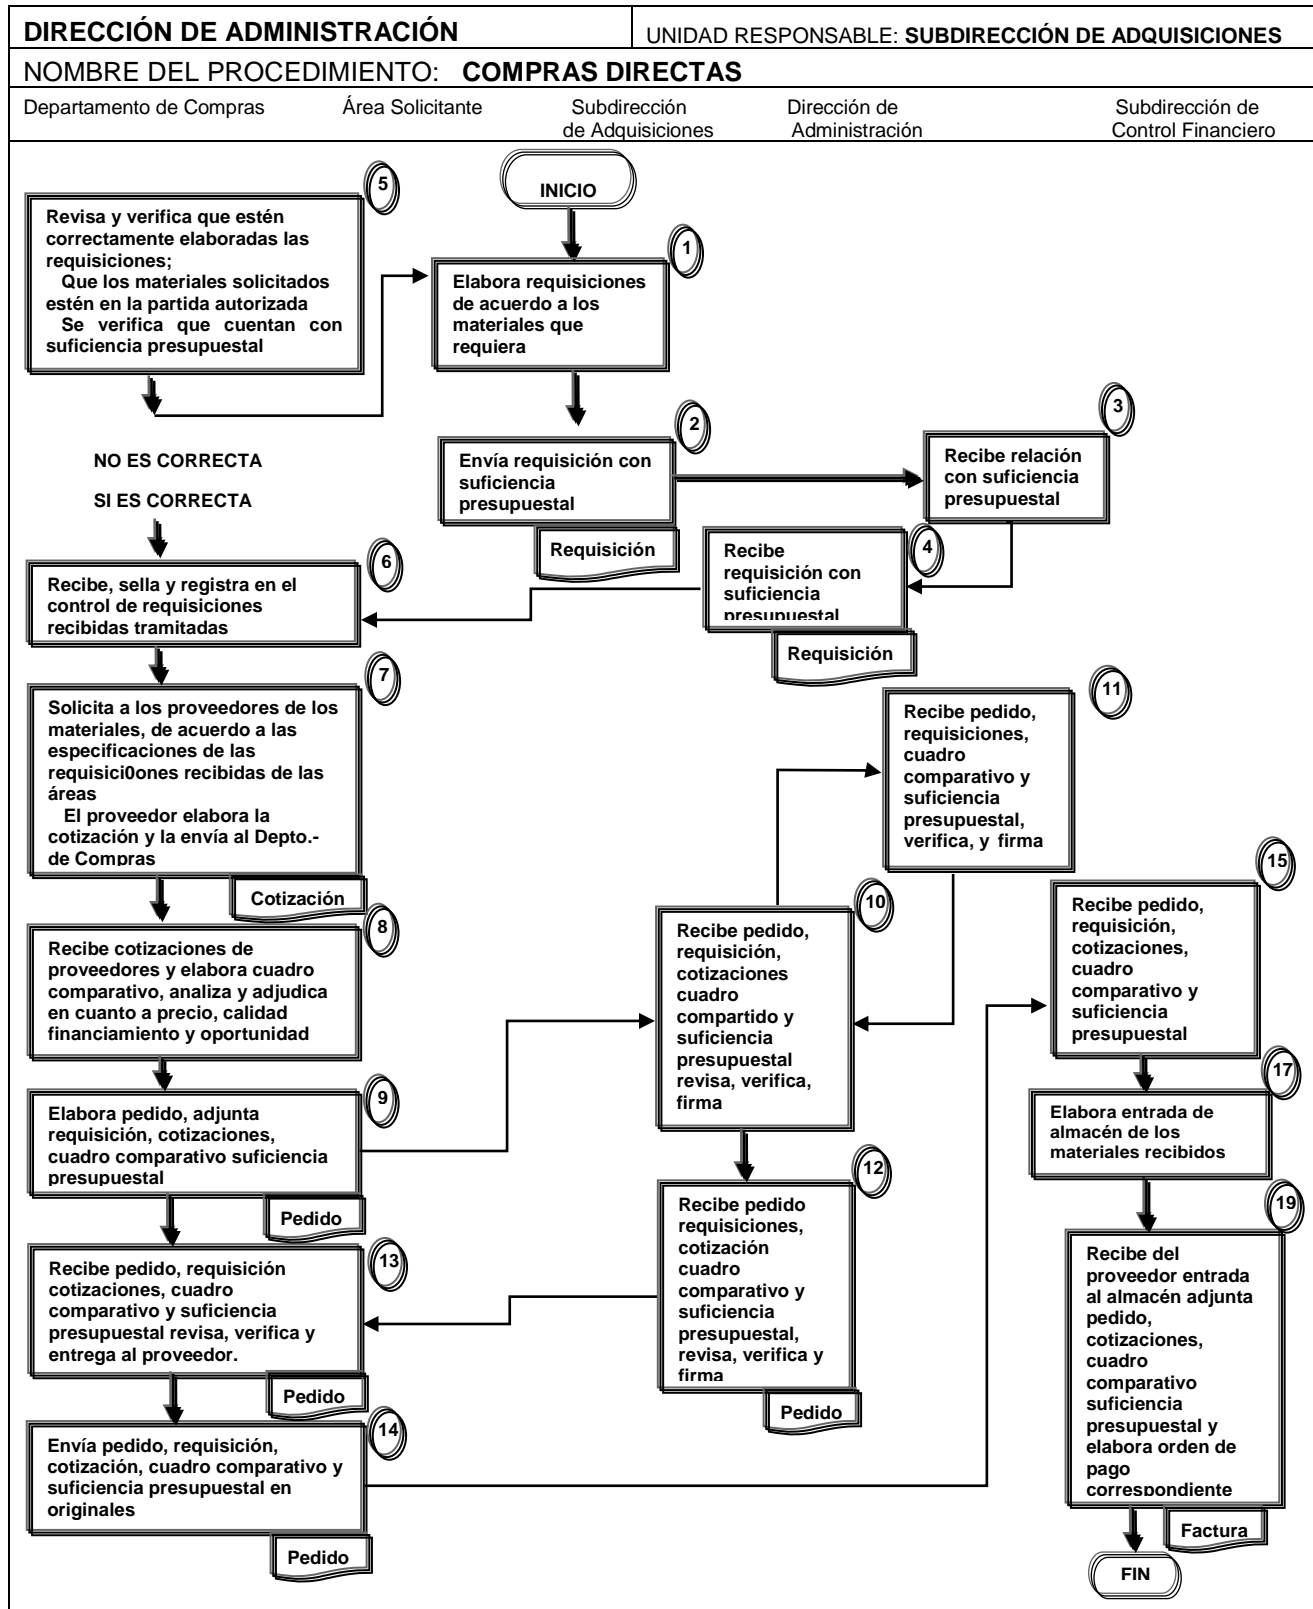 DIRECCIÓN DE ADMINISTRACIÓN
UNIDAD RESPONSABLE: SUBDIRECCIÓN DE ADQUISICIONES
NOMBRE DEL PROCEDIMIENTO: COMPRAS DIRECTAS
Departamento de Compras
Área Solicitante
Subdirección
de Adquisiciones
Dirección de
Administración
Subdirección de
Control Financiero
INICIO
5
Revisa y verifica que estén
correctamente elaboradas las
requisiciones;
Que los materiales solicitados
estén en la partida autorizada
Se verifica que cuentan con
suficiencia presupuestal
1
Elabora requisiciones
de acuerdo a los
materiales que
requiera
NO ES CORRECTA
SI ES CORRECTA
2
Envía requisición con
suficiencia
presupuestal
Requisición
3
Recibe relación
con suficiencia
presupuestal
4
Recibe
requisición con
suficiencia
presupuestal
Requisición
6
Recibe, sella y registra en el
control de requisiciones
recibidas tramitadas
7
Solicita a los proveedores de los
materiales, de acuerdo a las
especificaciones de las
requisici0ones recibidas de las
áreas
El proveedor elabora la
cotización y la envía al Depto.-
de Compras
Cotización
8
Recibe cotizaciones de
proveedores y elabora cuadro
comparativo, analiza y adjudica
en cuanto a precio, calidad
financiamiento y oportunidad
9
Elabora pedido, adjunta
requisición, cotizaciones,
cuadro comparativo suficiencia
presupuestal
Pedido
10
Recibe pedido,
requisición,
cotizaciones
cuadro
compartido y
suficiencia
presupuestal
revisa, verifica,
firma
11
Recibe pedido,
requisiciones,
cuadro
comparativo y
suficiencia
presupuestal,
verifica, y firma
12
Recibe pedido
requisiciones,
cotización
cuadro
comparativo y
suficiencia
presupuestal,
revisa, verifica y
firma
Pedido
13
Recibe pedido, requisición
cotizaciones, cuadro
comparativo y suficiencia
presupuestal revisa, verifica y
entrega al proveedor.
Pedido
14
Envía pedido, requisición,
cotización, cuadro comparativo y
suficiencia presupuestal en
originales
Pedido
15
Recibe pedido,
requisición,
cotizaciones,
cuadro
comparativo y
suficiencia
presupuestal
17
Elabora entrada de
almacén de los
materiales recibidos
19
Recibe del
proveedor entrada
al almacén adjunta
pedido,
cotizaciones,
cuadro
comparativo
suficiencia
presupuestal y
elabora orden de
pago
correspondiente
Factura
FIN